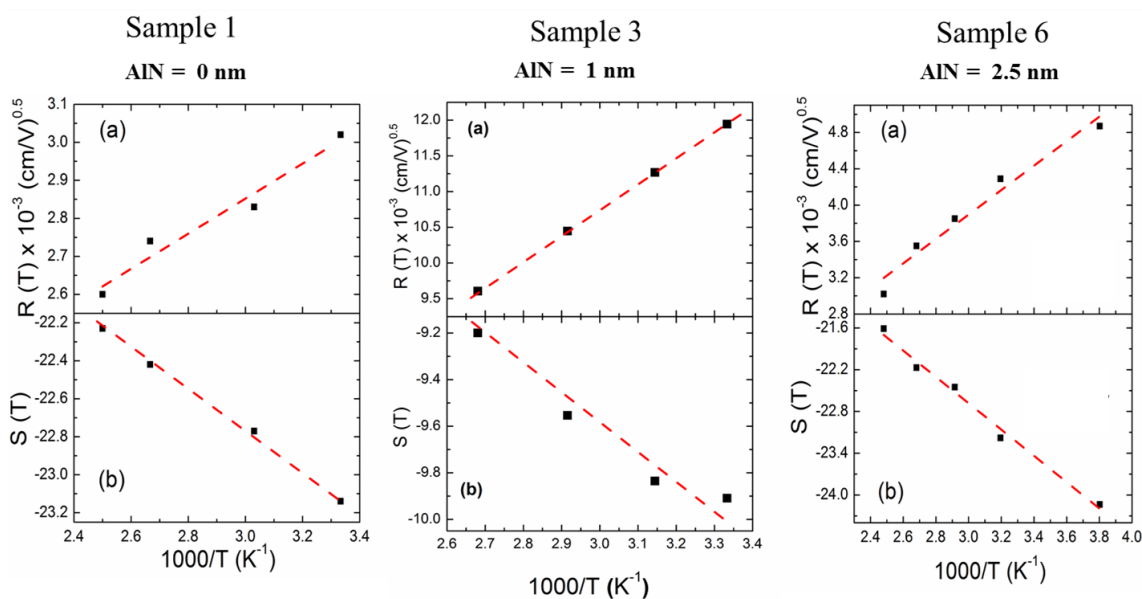 Sample 1
AlN = 0 nm
(a)
R (T) x 10⁻³ (cm/V)⁰·⁵
3.1
3.0
2.9
2.8
2.7
2.6
(b)
S (T)
-22.2
-22.4
-22.6
-22.8
-23.0
-23.2
2.4 2.6 2.8 3.0 3.2 3.4
1000/T (K⁻¹)
Sample 3
AlN = 1 nm
(a)
R (T) x 10⁻³ (cm/V)⁰·⁵
12.0
11.5
11.0
10.5
10.0
9.5
(b)
S (T)
-9.2
-9.4
-9.6
-9.8
-10.0
2.6 2.7 2.8 2.9 3.0 3.1 3.2 3.3 3.4
1000/T (K⁻¹)
Sample 6
AlN = 2.5 nm
(a)
R (T) x 10⁻³ (cm/V)⁰·⁵
4.8
4.2
3.6
3.0
2.8
(b)
S (T)
-21.6
-22.2
-22.8
-23.4
-24.0
2.4 2.6 2.8 3.0 3.2 3.4 3.6 3.8 4.0
1000/T (K⁻¹)